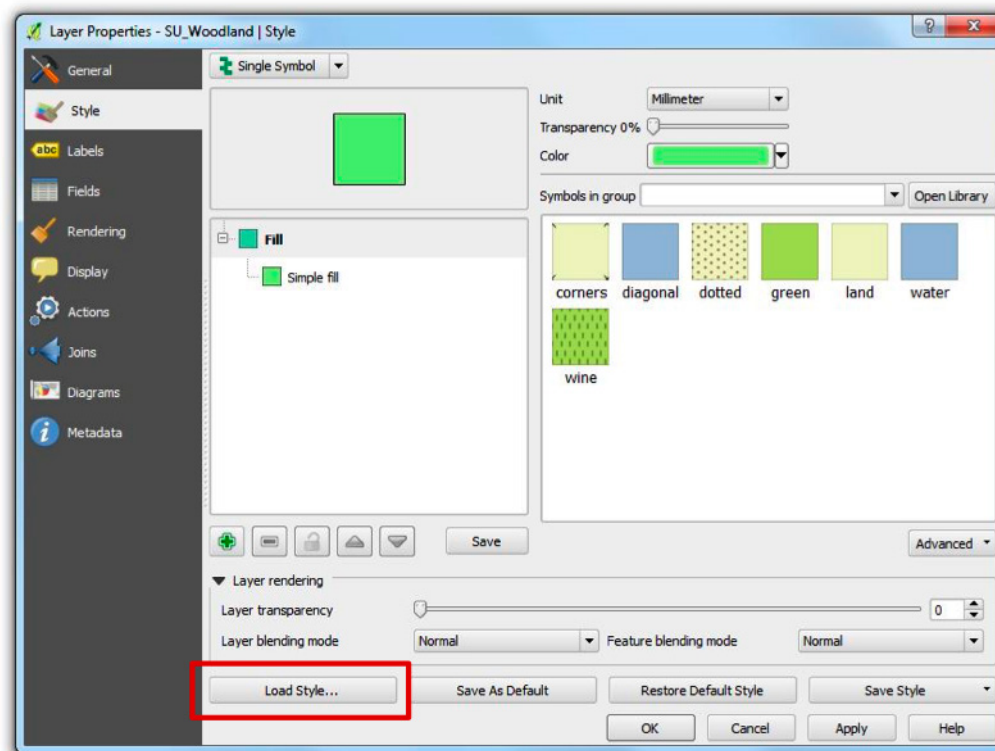 Layer Properties - SU_Woodland | Style
General
Style
abc Labels
Fields
Rendering
Display
Actions
Joins
Diagrams
i Metadata
Single Symbol
Unit Millimeter
Transparency 0%
Color
Symbols in group Open Library
Fill
Simple fill
corners diagonal dotted green land water
wine
Save
Advanced
Layer rendering
Layer transparency 0
Layer blending mode Normal Feature blending mode Normal
Load Style... Save As Default Restore Default Style Save Style
OK Cancel Apply Help